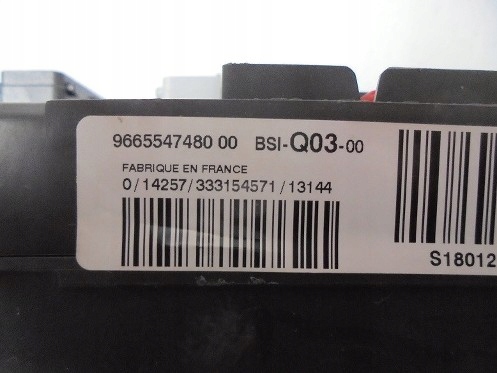 9665547480 00 BSI-Q03-00
FABRIQUE EN FRANCE
0/14257/333154571/13144
S18012